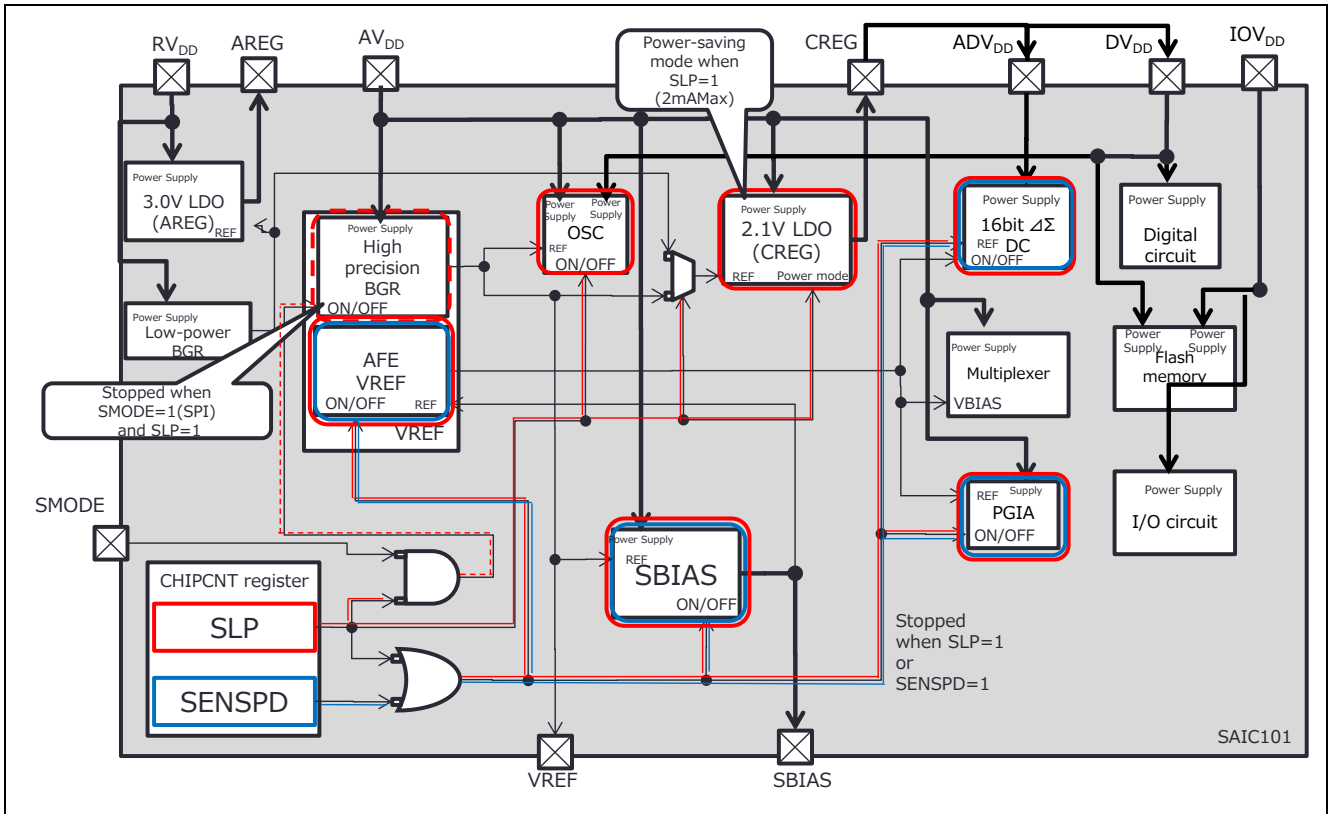 RVDD
AREG
AVDD
Power-saving
mode when
SLP=1
(2mAMax)
CREG
ADVDD
DVDD
IOVDD
Power Supply
3.0V LDO
(AREG)
REF
Power Supply
High
precision
BGR
ON/OFF
Power
Supply
Power
Supply
OSC
REF
ON/OFF
Power Supply
2.1V LDO
(CREG)
REF
Power mode
Power Supply
16bit ⊿Σ
REF
DC
ON/OFF
Power Supply
Digital
circuit
Power Supply
Low-power
BGR
AFE
VREF
ON/OFF
REF
VREF
Power Supply
Multiplexer
VBIAS
Power
Supply
Power
Supply
Flash
memory
Stopped when
SMODE=1(SPI)
and SLP=1
SMODE
Power Supply
REF
SBIAS
ON/OFF
REF
Supply
PGIA
ON/OFF
Power Supply
I/O circuit
CHIPCNT register
SLP
SENSPD
Stopped
when SLP=1
or
SENSPD=1
SAIC101
VREF
SBIAS